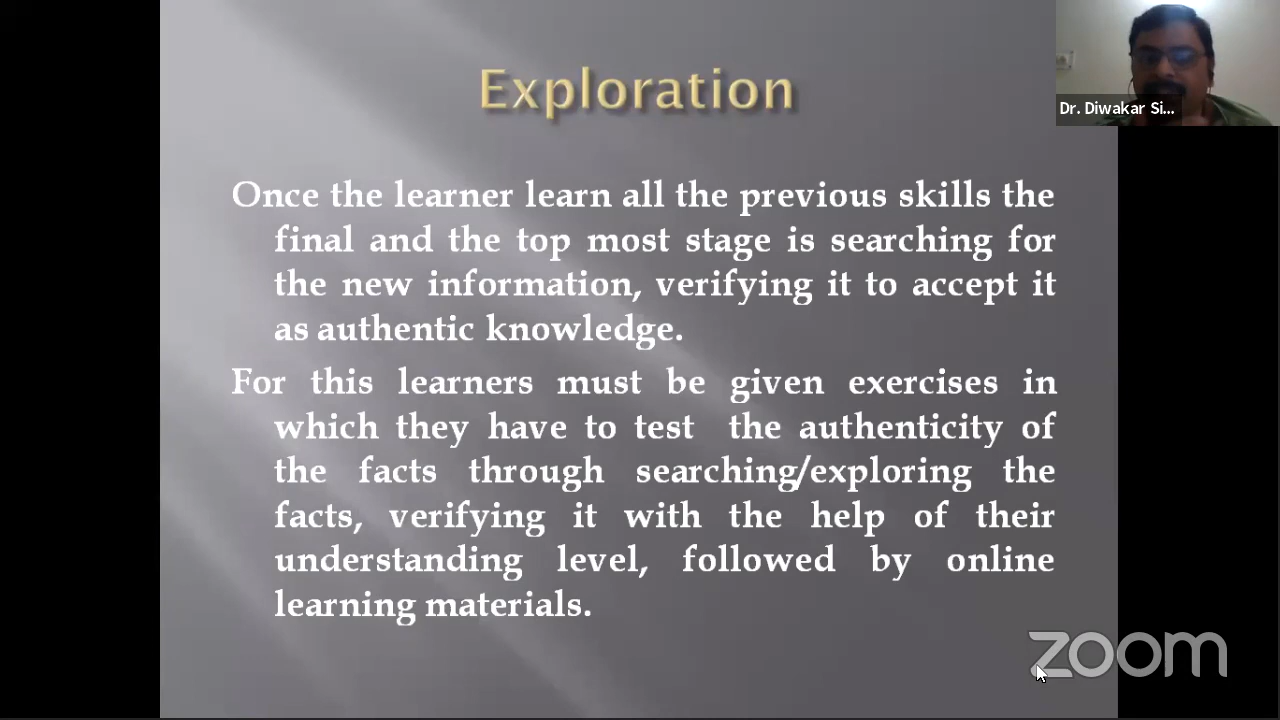 Exploration
Dr. Diwakar Si...
Once the learner learn all the previous skills the
final and the top most stage is searching for
the new information, verifying it to accept it
as authentic knowledge.
For this learners must be given exercises in
which they have to test the authenticity of
the facts through searching/exploring the
facts, verifying it with the help of their
understanding level, followed by online
learning materials.
zoom